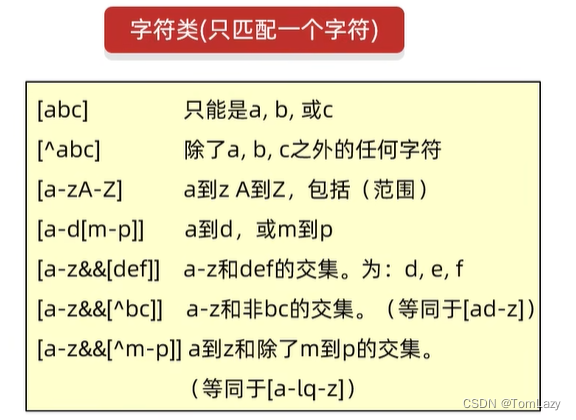 字符类(只匹配一个字符)
[abc] 只能是a, b, 或c
[^abc] 除了a, b, c之外的任何字符
[a-zA-Z] a到z A到Z，包括（范围）
[a-d[m-p]] a到d，或m到p
[a-z&&[def]] a-z和def的交集。为：d, e, f
[a-z&&[^bc]] a-z和非bc的交集。（等同于[ad-z]）
[a-z&&[^m-p]] a到z和除了m到p的交集。
（等同于[a-lq-z]）
CSDN @TomLazy